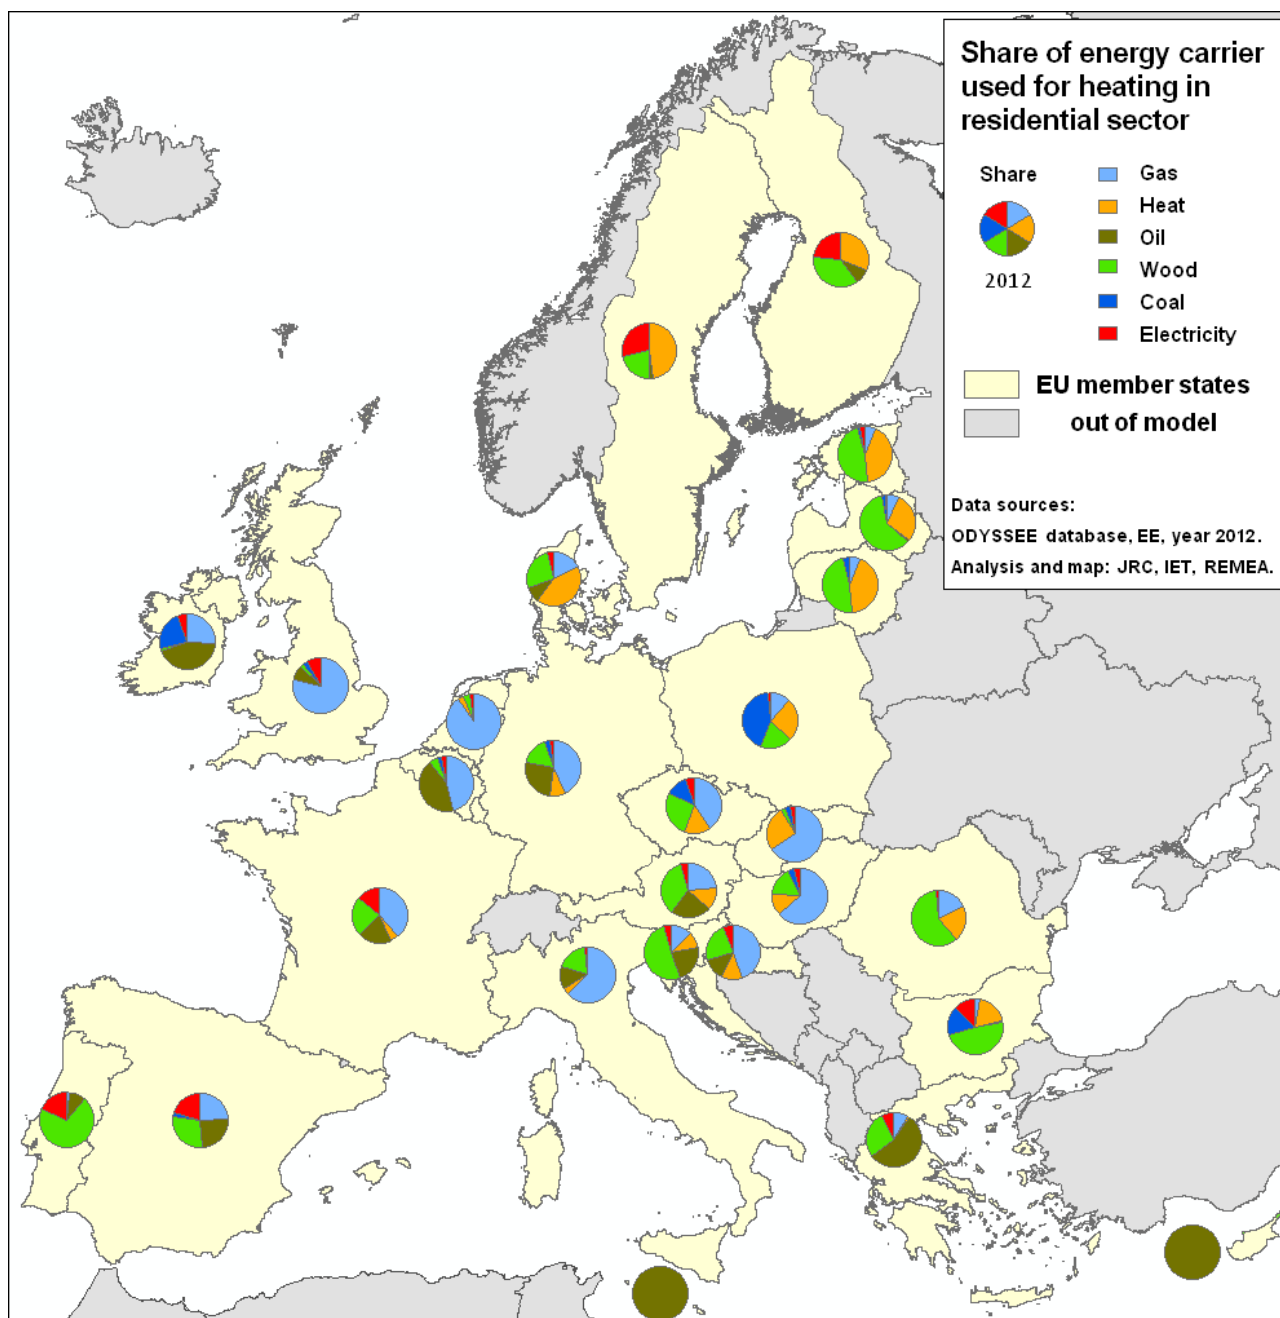 Share of energy carrier
used for heating in
residential sector
Share
2012
Gas
Heat
Oil
Wood
Coal
Electricity
EU member states
out of model
Data sources:
ODYSSEE database, EE, year 2012.
Analysis and map: JRC, IET, REMEA.